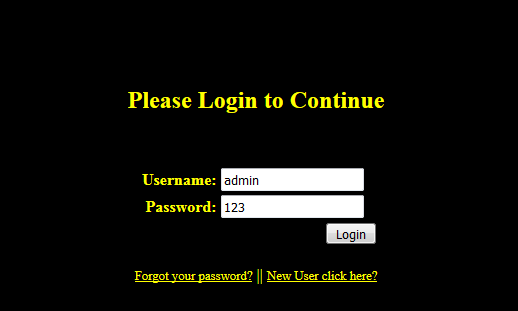 Please Login to Continue
Username: admin
Password: 123
Login
Forgot your password? || New User click here?